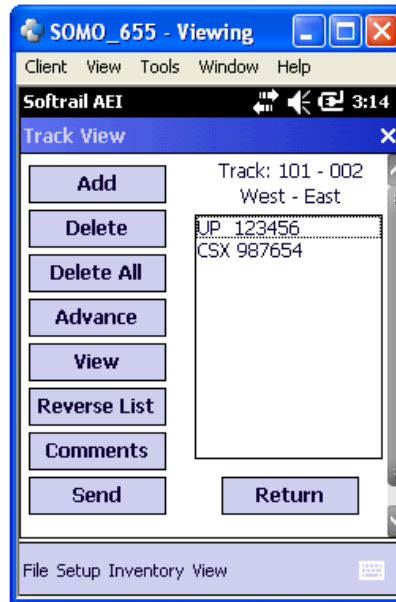 SOMO_655 - Viewing
Client View Tools Window Help
Softrail AEI 3:14
Track View
Track: 101 - 002
West - East
Add
Delete
Delete All
Advance
View
Reverse List
Comments
Send
UP 123456
CSX 987654
Return
File Setup Inventory View